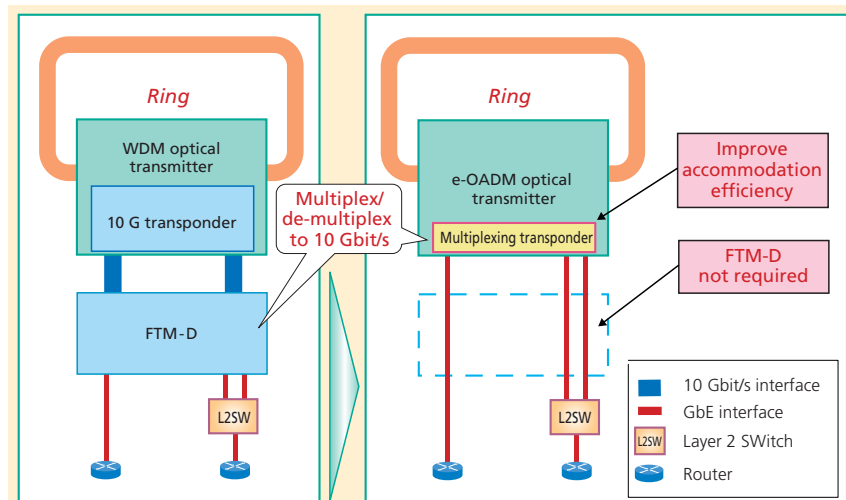 Ring
WDM optical
transmitter
10 G transponder
FTM-D
L2SW
Multiplex/
de-multiplex
to 10 Gbit/s
Ring
e-OADM optical
transmitter
Multiplexing transponder
L2SW
Improve
accommodation
efficiency
FTM-D
not required
10 Gbit/s interface
GbE interface
L2SW Layer 2 SWitch
Router